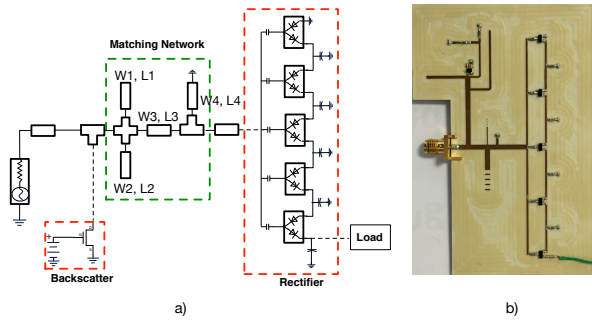 Matching Network
W1, L1
W3, L3
W4, L4
W2, L2
Backscatter
Load
Rectifier
a)
b)